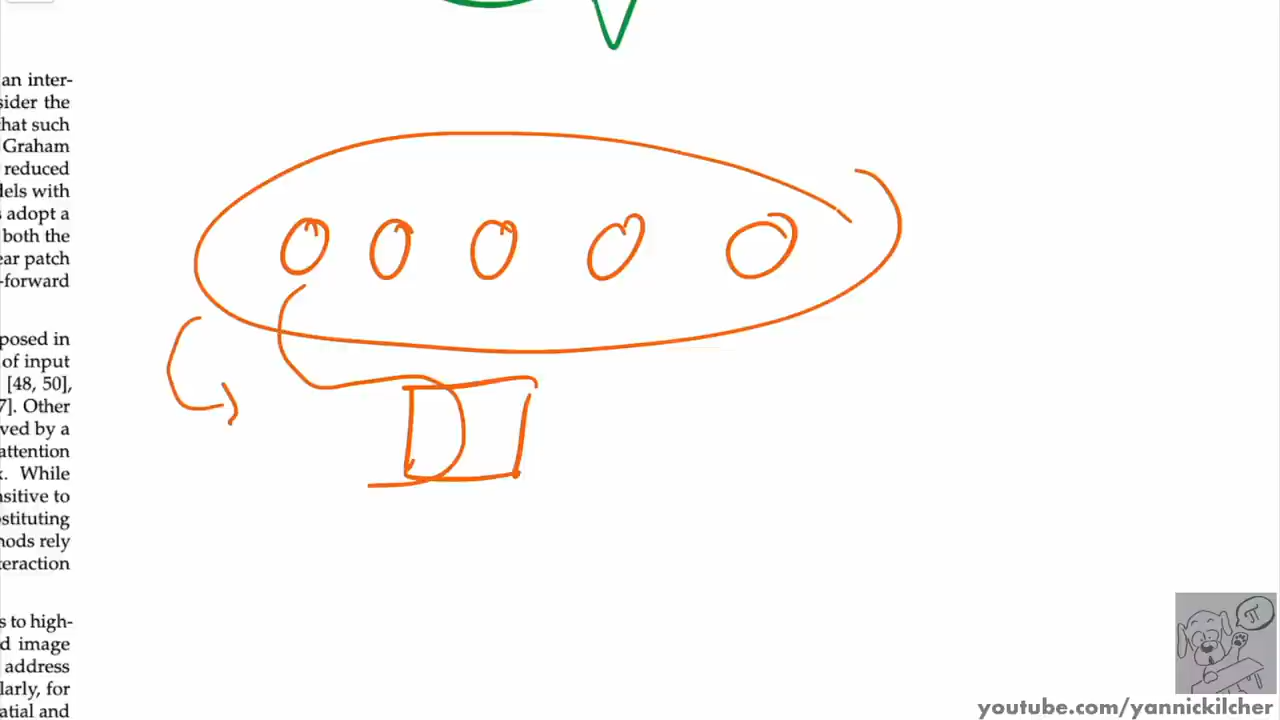 an inter-
sider the
hat such
Graham
reduced
dels with
s adopt a
both the
ear patch
-forward
posed in
of input
[48, 50],
7]. Other
ved by a
attention
x. While
nsitive to
ostituting
hods rely
teraction
s to high-
d image
address
larly, for
atial and
π
youtube.com/yannickilcher